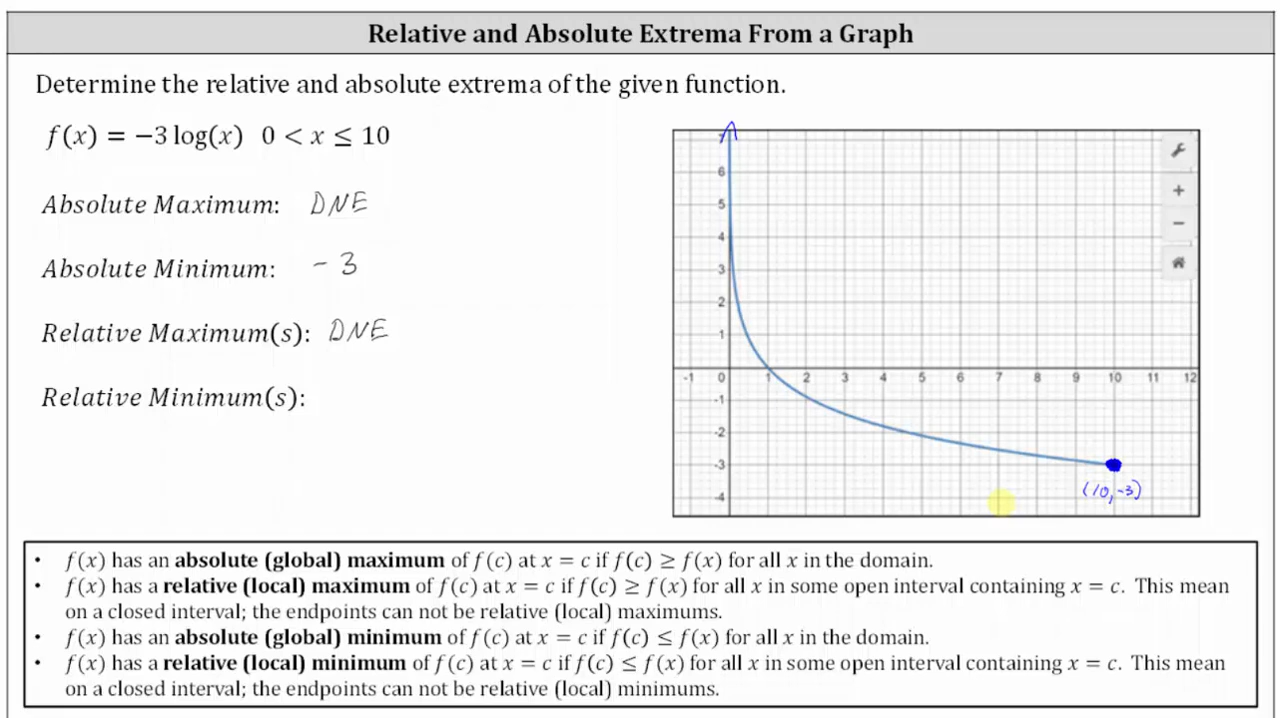 Relative and Absolute Extrema From a Graph
Determine the relative and absolute extrema of the given function.
f(x) = −3 log(x)  0 < x ≤ 10
Absolute Maximum: DNE
Absolute Minimum: -3
Relative Maximum(s): DNE
Relative Minimum(s):
6
5
4
3
2
1
-1 0 1 2 3 4 5 6 7 8 9 10 11 12
-1
-2
-3
-4
(10,-3)
• f(x) has an absolute (global) maximum of f(c) at x = c if f(c) ≥ f(x) for all x in the domain.
• f(x) has a relative (local) maximum of f(c) at x = c if f(c) ≥ f(x) for all x in some open interval containing x = c. This mean
on a closed interval; the endpoints can not be relative (local) maximums.
• f(x) has an absolute (global) minimum of f(c) at x = c if f(c) ≤ f(x) for all x in the domain.
• f(x) has a relative (local) minimum of f(c) at x = c if f(c) ≤ f(x) for all x in some open interval containing x = c. This mean
on a closed interval; the endpoints can not be relative (local) minimums.